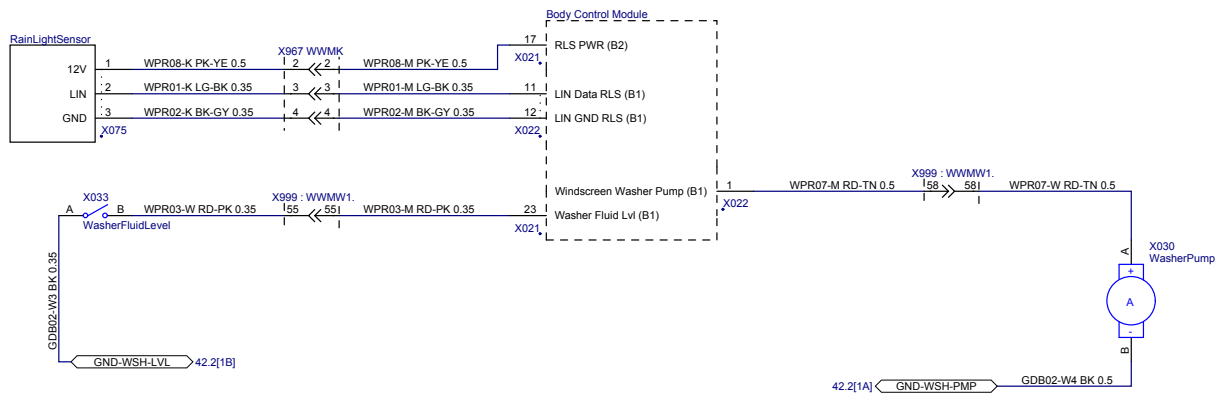 Body Control Module
RainLightSensor
12V 1 WPR08-K PK-YE 0.5 X967 WWMK 2 2 WPR08-M PK-YE 0.5 17 RLS PWR (B2)
X021
LIN 2 WPR01-K LG-BK 0.35 3 3 WPR01-M LG-BK 0.35 11 LIN Data RLS (B1)
GND 3 WPR02-K BK-GY 0.35 4 4 WPR02-M BK-GY 0.35 12 LIN GND RLS (B1)
X075
X022
Windscreen Washer Pump (B1) 1 WPR07-M RD-TN 0.5 X999 : WWMW1. 58 58 WPR07-W RD-TN 0.5
X022
X033
A B WPR03-W RD-PK 0.35 X999 : WWMW1. 55 55 WPR03-M RD-PK 0.35 23 Washer Fluid Lvl (B1)
WasherFluidLevel
X021
GDB02-W3 BK 0.35
GND-WSH-LVL 42.2[1B]
A
X030
WasherPump
+
A
-
B
42.2[1A] GND-WSH-PMP GDB02-W4 BK 0.5